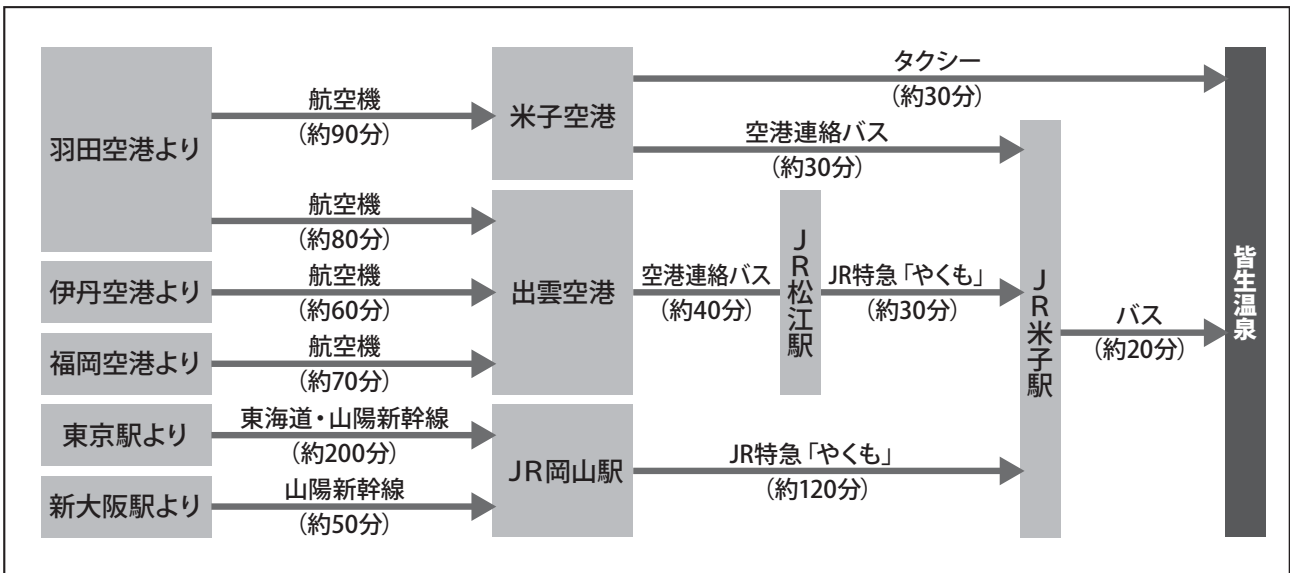 羽田空港より
航空機
(約90分)
米子空港
タクシー
(約30分)
空港連絡バス
(約30分)
航空機
(約80分)
伊丹空港より
航空機
(約60分)
出雲空港
空港連絡バス
(約40分)
JR松江駅
JR特急「やくも」
(約30分)
福岡空港より
航空機
(約70分)
東京駅より
東海道・山陽新幹線
(約200分)
JR岡山駅
JR特急「やくも」
(約120分)
新大阪駅より
山陽新幹線
(約50分)
JR米子駅
バス
(約20分)
皆生温泉